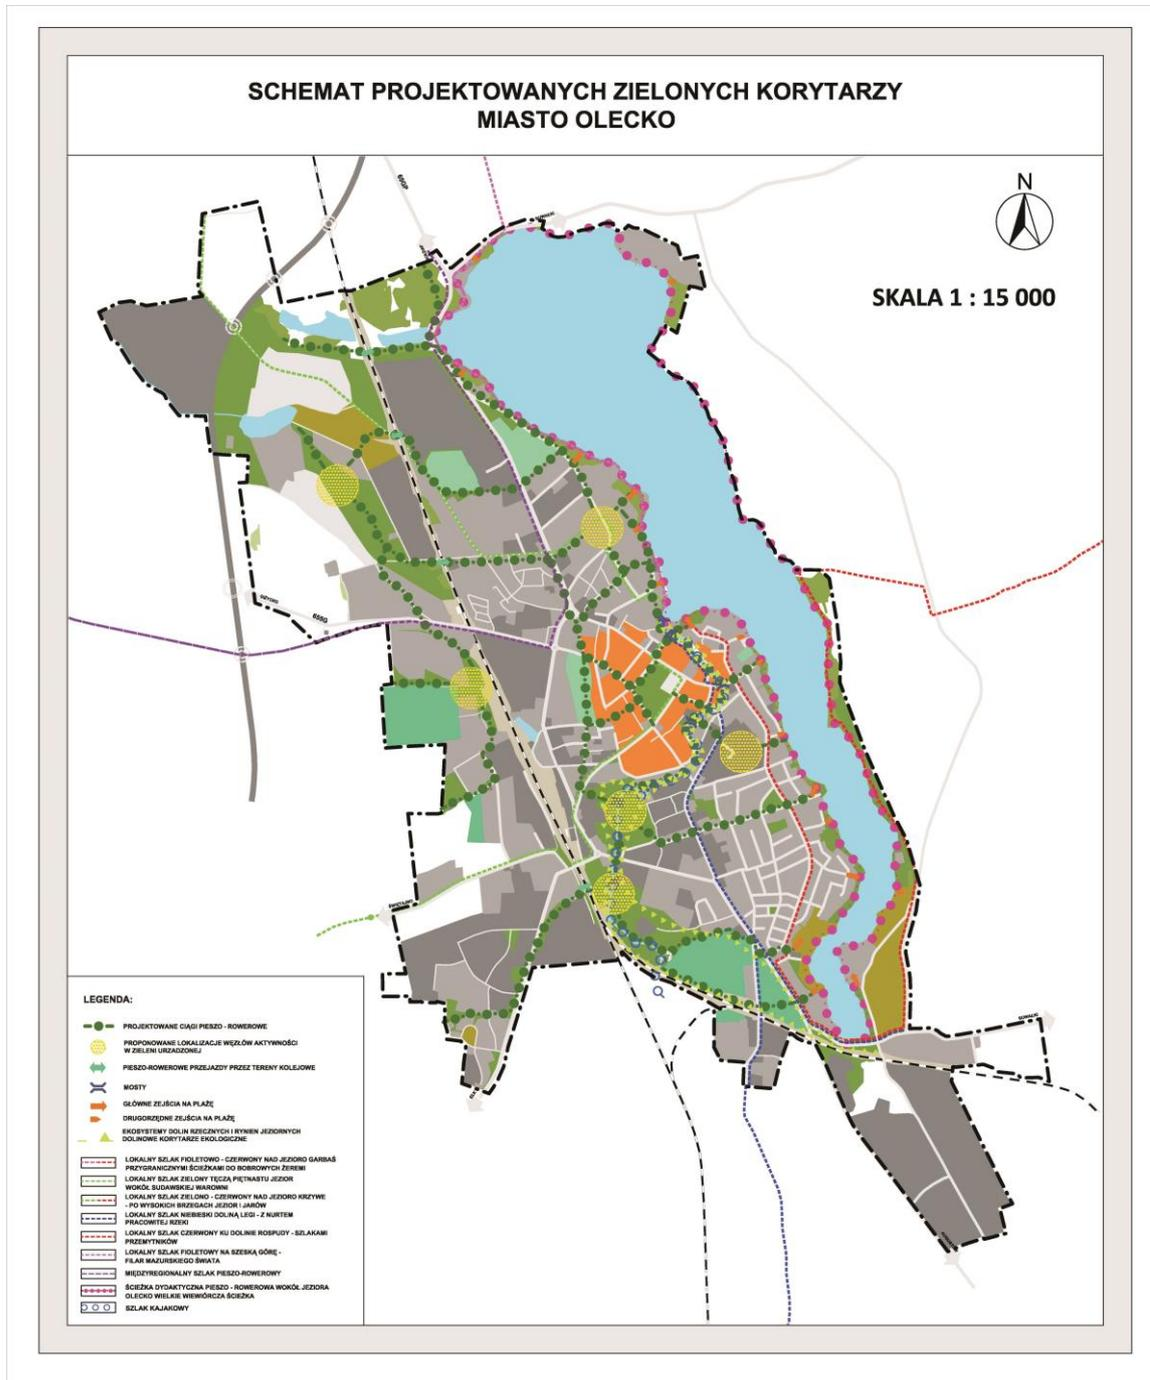 SCHEMAT PROJEKTOWANYCH ZIELONYCH KORYTARZY
MIASTO OLECKO
N
SKALA 1 : 15 000
65GP
SUWAŁKI
GIŻYCKO
655G
ŚWIĘTAJNO
SUWAŁKI
LEGENDA:
PROJEKTOWANE CIĄGI PIESZO - ROWEROWE
PROPONOWANE LOKALIZACJE WĘZŁÓW AKTYWNOŚCI
W ZIELENI URZĄDZONEJ
PIESZO-ROWEROWE PRZEJAZDY PRZEZ TERENY KOLEJOWE
MOSTY
GŁÓWNE ZEJŚCIA NA PLAŻĘ
DRUGORZĘDNE ZEJŚCIA NA PLAŻĘ
EKOSYSTEMY DOLIN RZECZNYCH I RYNIEN JEZIORNYCH
DOLINOWE KORYTARZE EKOLOGICZNE
LOKALNY SZLAK FIOLETOWO - CZERWONY NAD JEZIORO GARBAŚ
PRZYGRANICZNYMI ŚCIEŻKAMI DO BOBROWYCH ŻEREMI
LOKALNY SZLAK ZIELONY TĘCZĄ PIĘTNASTU JEZIOR
WOKÓŁ SUDAWSKIEJ WAROWNI
LOKALNY SZLAK ZIELONO - CZERWONY NAD JEZIORO KRZYWE
- PO WYSOKICH BRZEGACH JEZIOR I JARÓW
LOKALNY SZLAK NIEBIESKI DOLINĄ LEGI - Z NURTEM
PRACOWITEJ RZEKI
LOKALNY SZLAK CZERWONY KU DOLINIE ROSPUDY - SZLAKAMI
PRZEMYTNIKÓW
LOKALNY SZLAK FIOLETOWY NA SZESKĄ GÓRĘ -
FILAR MAZURSKIEGO ŚWIATA
MIĘDZYREGIONALNY SZLAK PIESZO-ROWEROWY
ŚCIEŻKA DYDAKTYCZNA PIESZO - ROWEROWA WOKÓŁ JEZIORA
OLECKO WIELKIE WIEWIÓRCZA ŚCIEŻKA
SZLAK KAJAKOWY